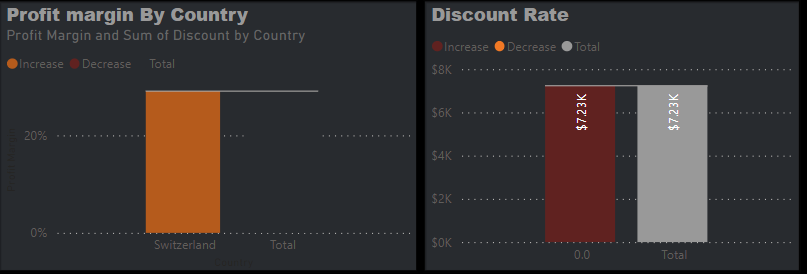 Profit margin By Country
Profit Margin and Sum of Discount by Country
Increase Decrease Total
20%
0%
Switzerland Total
Discount Rate
Increase Decrease Total
$8K
$6K
$4K
$2K
$0K
$7.23K
$7.23K
0.0 Total